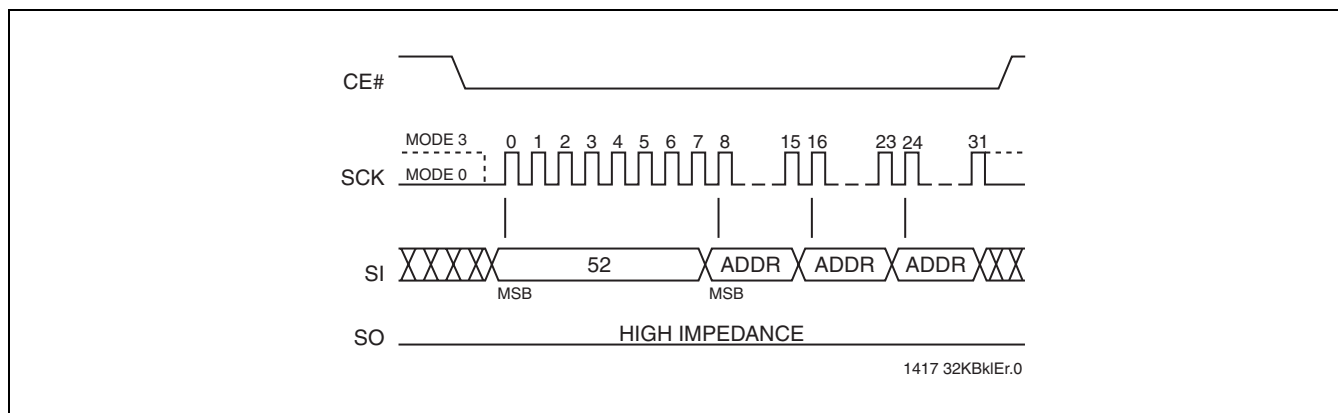 CE#
MODE 3 0 1 2 3 4 5 6 7 8 15 16 23 24 31
SCK MODE 0
SI 52 ADDR ADDR ADDR
MSB MSB
SO HIGH IMPEDANCE
1417 32KBklEr.0